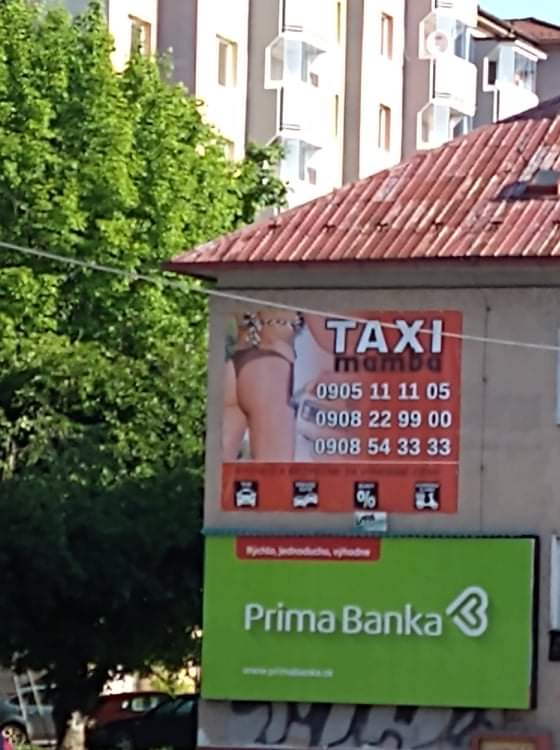 TAXI
mamba
0905 11 11 05
0908 22 99 00
0908 54 33 33
%
Rýchlo, jednoducho, výhodne
Prima Banka
www.primabanka.sk